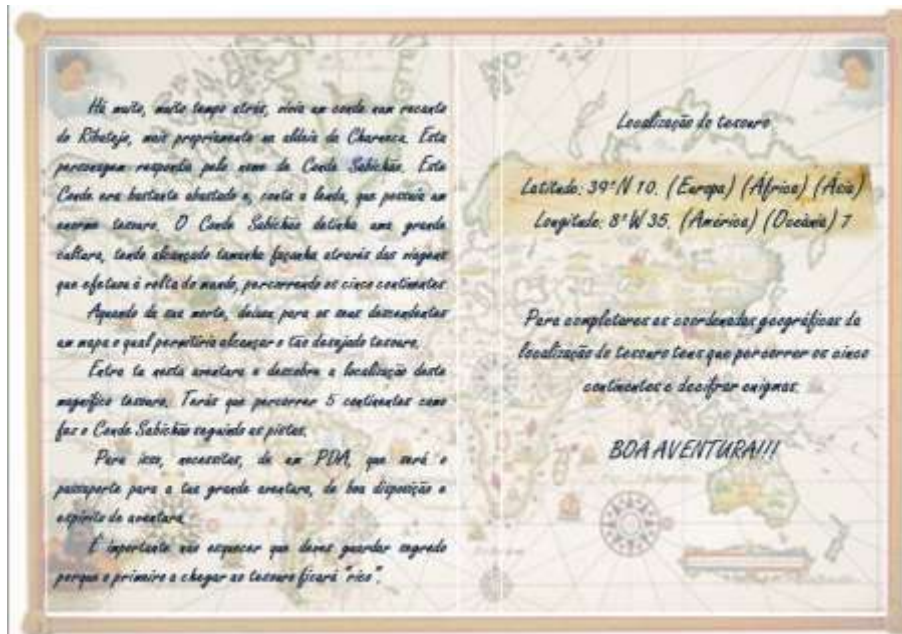 Há muito, muito tempo atrás, vivia um conde num recanto
do Ribatejo, mais propriamente na aldeia da Charneca. Esta
personagem respondia pelo nome de Conde Sabichão. Este
Conde era bastante abastado e, conta a lenda, que possuía um
enorme tesouro. O Conde Sabichão detinha uma grande
cultura, tendo alcançado tamanha façanha através das viagens
que efetuou à volta do mundo, percorrendo os cinco continentes.
Aquando da sua morte, deixou para os seus descendentes
um mapa o qual permitiria alcançar o tão desejado tesouro.
Entra tu nesta aventura e descobre a localização deste
magnífico tesouro. Terás que percorrer 5 continentes como
fez o Conde Sabichão seguindo as pistas.
Para isso, necessitas, de um PDA, que será o
passaporte para a tua grande aventura, de boa disposição e
espírito de aventura.
É importante não esquecer que deves guardar segredo
porque o primeiro a chegar ao tesouro ficará "rico".
Localização do tesouro
Latitude: 39º N 10. (Europa) (África) (Ásia)
Longitude: 8º W 35. (América) (Oceânia) 7
Para completares as coordenadas geográficas da
localização do tesouro tens que percorrer os cinco
continentes e decifrar enigmas.
BOA AVENTURA!!!